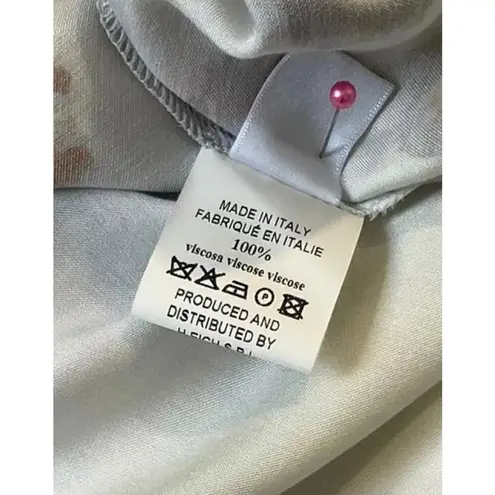 MADE IN ITALY
FABRIQUÉ EN ITALIE
100%
viscosa viscose viscose
P
PRODUCED AND
DISTRIBUTED BY